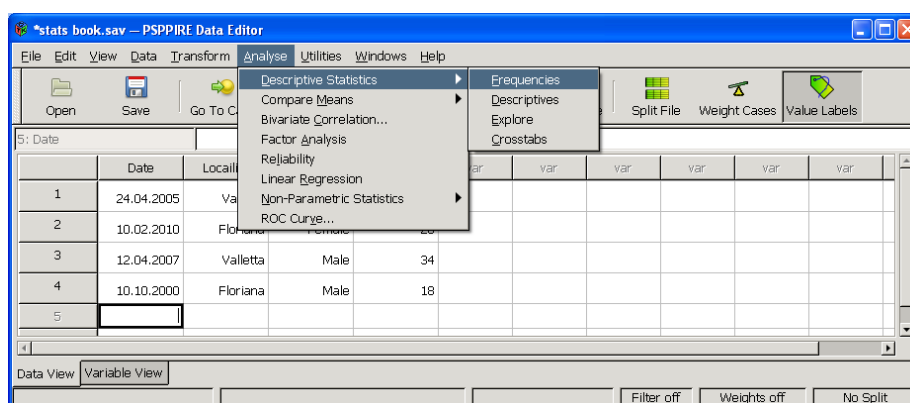 *stats book.sav — PSPPIRE Data Editor
File Edit View Data Transform Analyse Utilities Windows Help
Open Save Go To Split File Weight Cases Value Labels
Descriptive Statistics
Compare Means
Bivariate Correlation...
Factor Analysis
Reliability
Linear Regression
Non-Parametric Statistics
ROC Curve...
Frequencies
Descriptives
Explore
Crosstabs
5: Date
Date var var var var var
1 24.04.2005
2 10.02.2010 Floriana Female
3 12.04.2007 Valletta Male 34
4 10.10.2000 Floriana Male 18
5
Data View Variable View
Filter off Weights off No Split